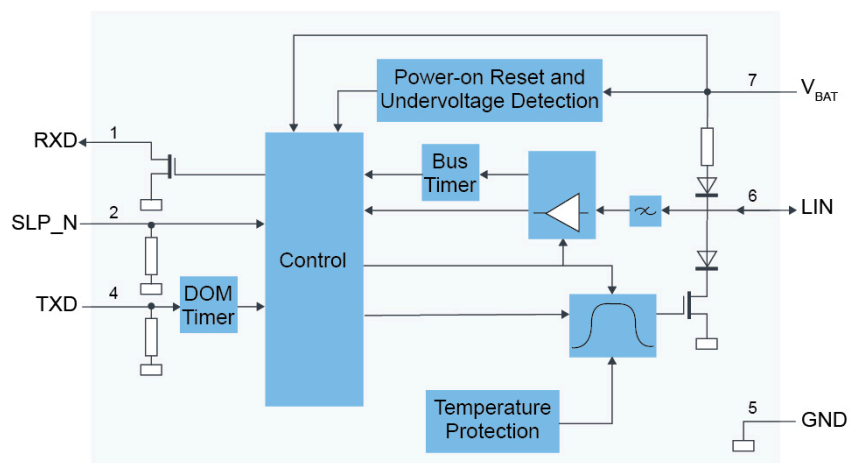 Power-on Reset and
Undervoltage Detection
7
V_BAT
RXD
1
Bus
Timer
6
LIN
SLP_N
2
Control
TXD
4
DOM
Timer
Temperature
Protection
5
GND